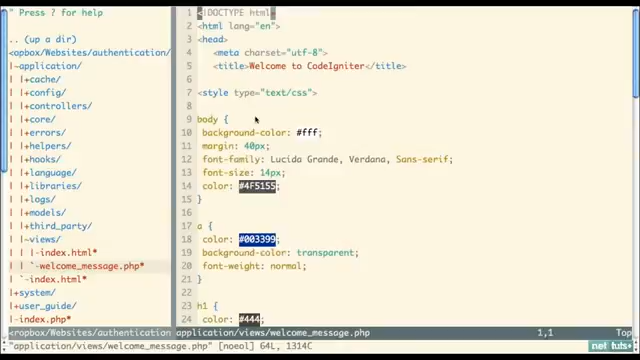 " Press ? for help
.. (up a dir)
<opbox/Websites/authentication/
|~application/
| |+cache/
| |+config/
| |+controllers/
| |+core/
| |+errors/
| |+helpers/
| |+hooks/
| |+language/
| |+libraries/
| |+logs/
| |+models/
| |+third_party/
| |~views/
| | |-index.html*
| | `-welcome_message.php*
| `-index.html*
|+system/
|+user_guide/
|-index.php*
<ropbox/Websites/authentication
1 <!DOCTYPE html>
2 <html lang="en">
3 <head>
4 <meta charset="utf-8">
5 <title>Welcome to CodeIgniter</title>
6
7 <style type="text/css">
8
9 body {
10 background-color: #fff;
11 margin: 40px;
12 font-family: Lucida Grande, Verdana, Sans-serif;
13 font-size: 14px;
14 color: #4F5155;
15 }
16
17 a {
18 color: #003399;
19 background-color: transparent;
20 font-weight: normal;
21 }
22
23 h1 {
24 color: #444;
application/views/welcome_message.php 1,1 Top
"application/views/welcome_message.php" [noeol] 64L, 1314C
nettuts+